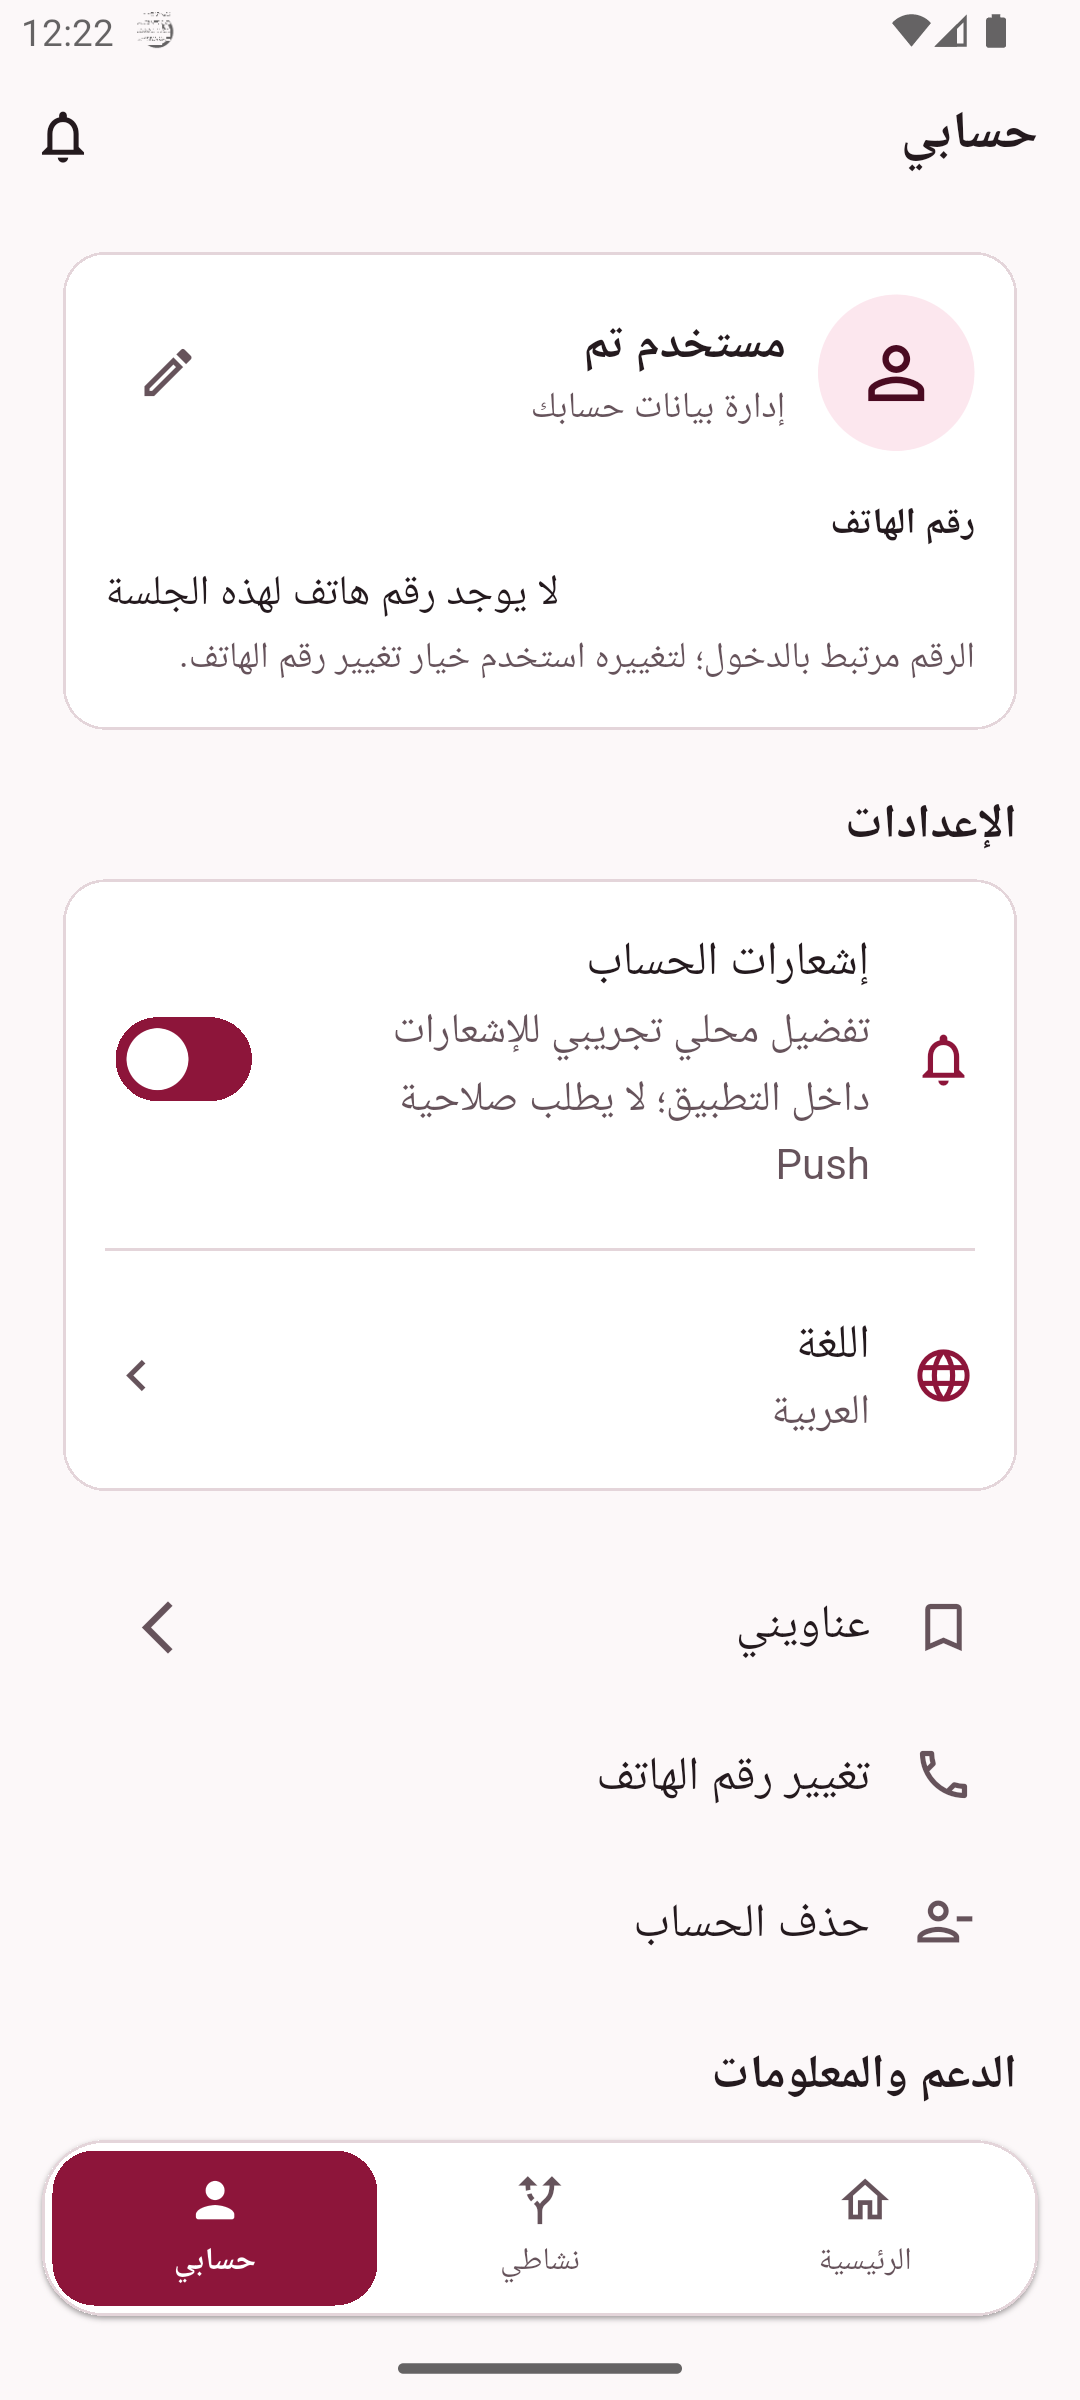 12:22
حسابي
مستخدم تم
إدارة بيانات حسابك
رقم الهاتف
لا يوجد رقم هاتف لهذه الجلسة
الرقم مرتبط بالدخول؛ لتغييره استخدم خيار تغيير رقم الهاتف.
الإعدادات
إشعارات الحساب
تفضيل محلي تجريبي للإشعارات
داخل التطبيق؛ لا يطلب صلاحية
Push
اللغة
العربية
عناويني
تغيير رقم الهاتف
حذف الحساب
الدعم والمعلومات
الرئيسية
نشاطي
حسابي